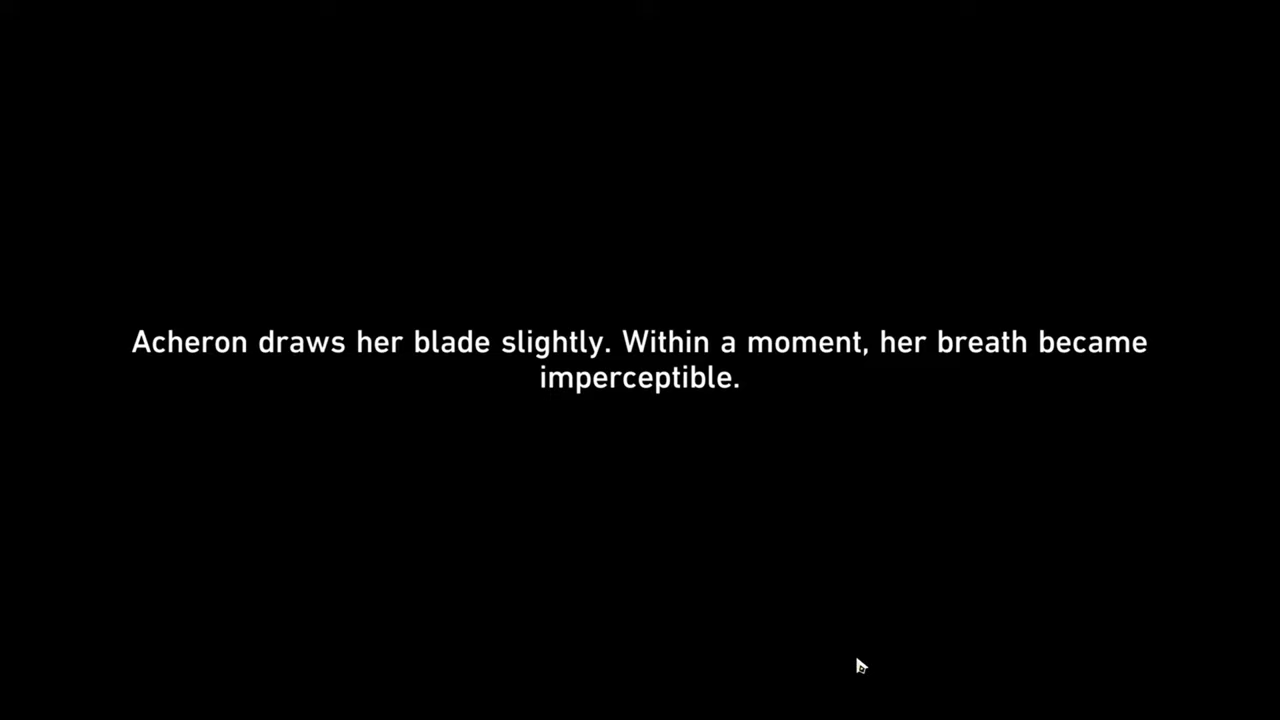 Acheron draws her blade slightly. Within a moment, her breath became
imperceptible.